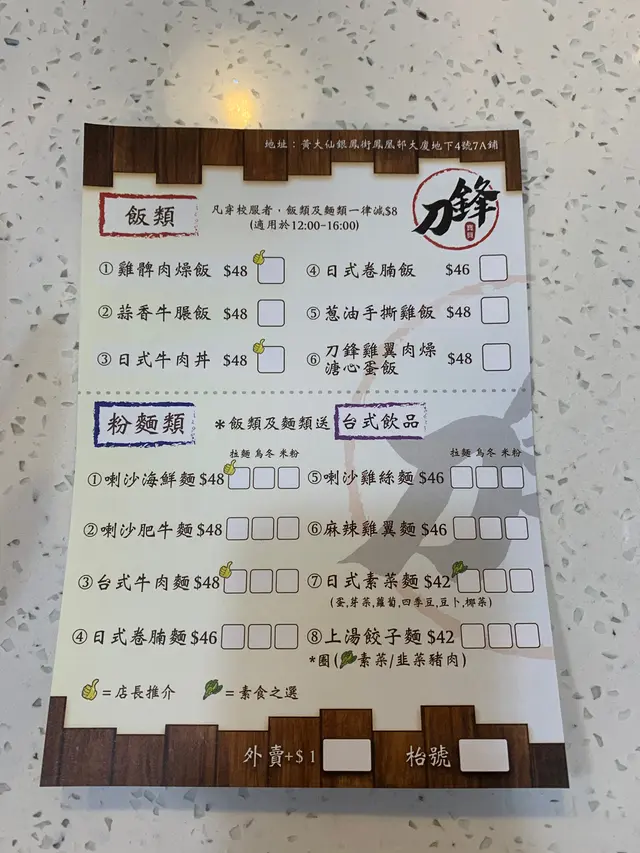 地址：黃大仙銀鳳街鳳凰邨大廈地下4號7A鋪
飯類
凡穿校服者，飯類及麵類一律減$8
(適用於12:00-16:00)
刀鋒
①雞髀肉燥飯 $48
④日式卷腩飯 $46
②蒜香牛脹飯 $48
⑤葱油手撕雞飯 $48
③日式牛肉丼 $48
⑥刀鋒雞翼肉燥
溏心蛋飯 $48
粉麵類
*飯類及麵類送 台式飲品
拉麵 烏冬 米粉
拉麵 烏冬 米粉
①喇沙海鮮麵$48
⑤喇沙雞絲麵$46
②喇沙肥牛麵$48
⑥麻辣雞翼麵$46
③台式牛肉麵$48
⑦日式素菜麵$42
(蛋,芽菜,蘿蔔,四季豆,豆卜,椰菜)
④日式卷腩麵$46
⑧上湯餃子麵$42
*圈(素菜/韭菜豬肉)
=店長推介
=素食之選
外賣+$1
枱號